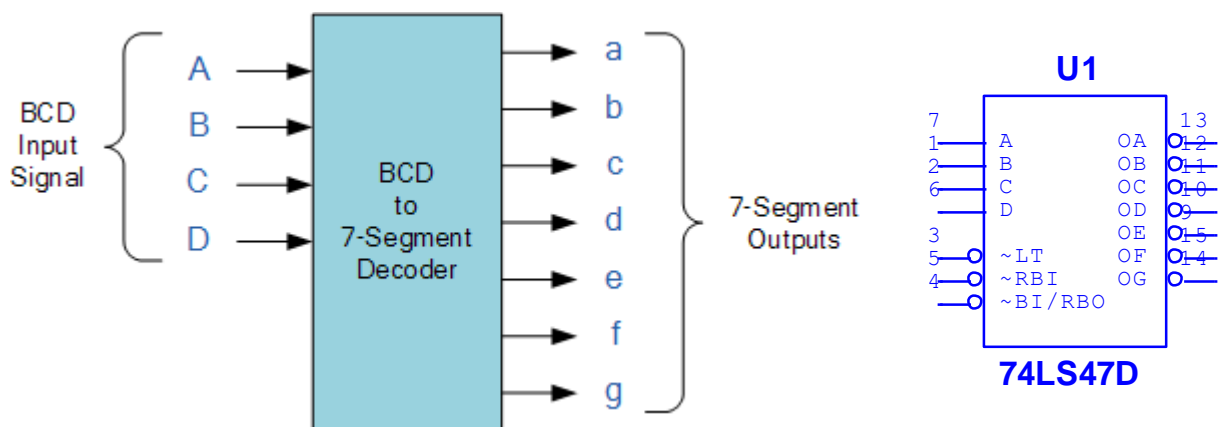 BCD
Input
Signal
A
B
C
D
BCD
to
7-Segment
Decoder
a
b
c
d
e
f
g
7-Segment
Outputs
U1
7
1
2
6
3
5
4
A
B
C
D
~LT
~RBI
~BI/RBO
OA
OB
OC
OD
OE
OF
OG
13
12
11
10
9
15
14
74LS47D